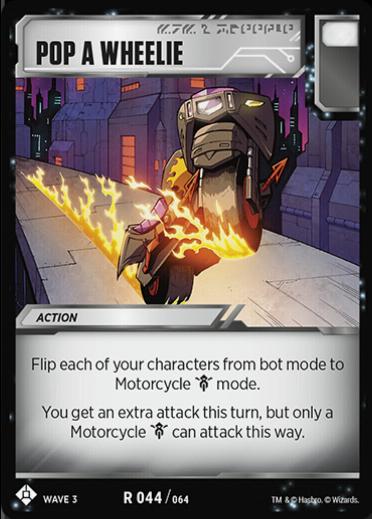 POP A WHEELIE
ACTION
Flip each of your characters from bot mode to
Motorcycle mode.
You get an extra attack this turn, but only a
Motorcycle can attack this way.
WAVE 3 R 044/064 TM & © Hasbro. © Wizards.